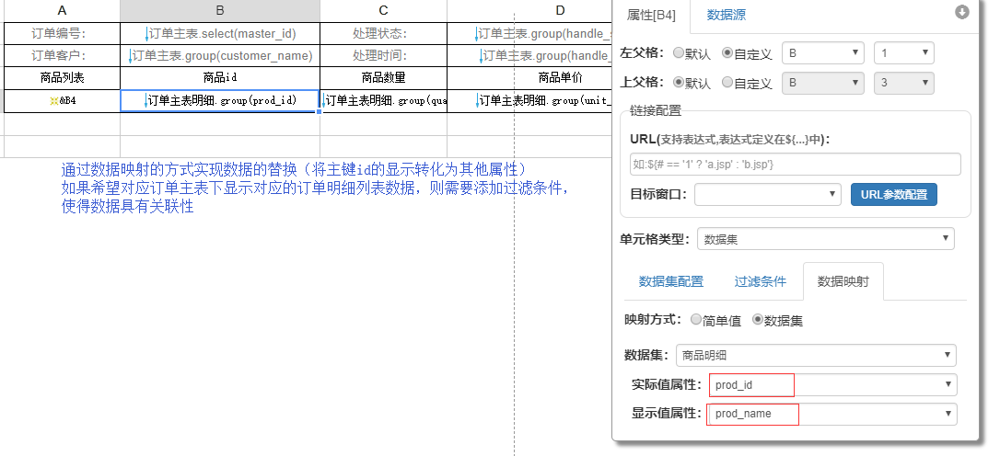 A B C D
订单编号: 订单主表.select(master_id) 处理状态: 订单主表.group(handle_s
订单客户: 订单主表.group(customer_name) 处理时间: 订单主表.group(handle_
商品列表 商品id 商品数量 商品单价
&B4 订单主表明细.group(prod_id) 订单主表明细.group(qua 订单主表明细.group(unit_
通过数据映射的方式实现数据的替换（将主键id的显示转化为其他属性）
如果希望对应订单主表下显示对应的订单明细列表数据，则需要添加过滤条件，
使得数据具有关联性
属性[B4] 数据源
左父格: 默认 自定义 B 1
上父格: 默认 自定义 B 3
链接配置
URL(支持表达式,表达式定义在${...}中):
如:${# == '1' ? 'a.jsp' : 'b.jsp'}
目标窗口: URL参数配置
单元格类型: 数据集
数据集配置 过滤条件 数据映射
映射方式: 简单值 数据集
数据集: 商品明细
实际值属性: prod_id
显示值属性: prod_name